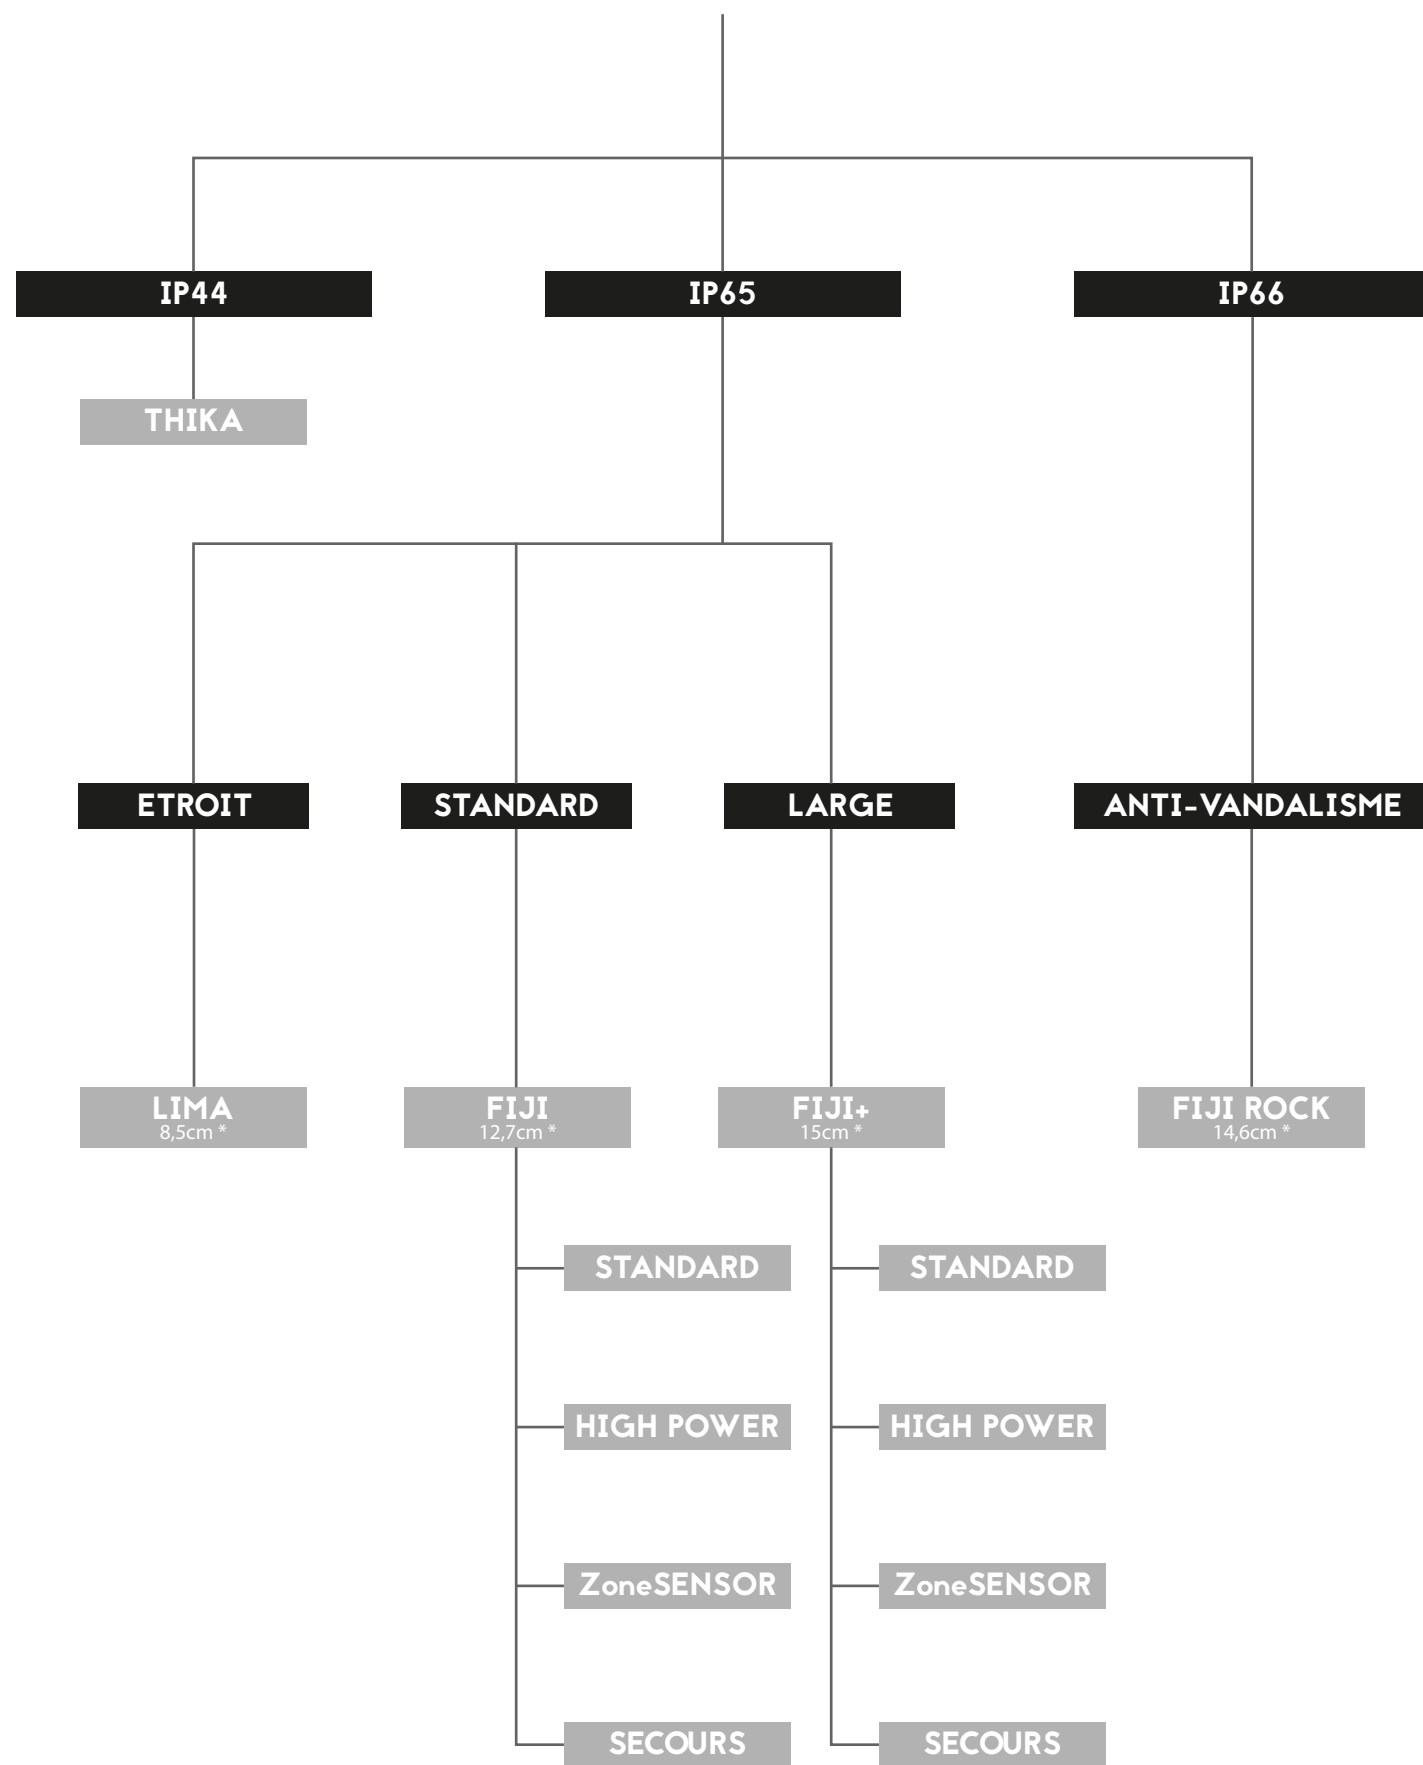 IP44
IP65
IP66
THIKA
ETROIT
STANDARD
LARGE
ANTI-VANDALISME
LIMA
8,5cm *
FIJI
12,7cm *
FIJI+
15cm *
FIJI ROCK
14,6cm *
STANDARD
STANDARD
HIGH POWER
HIGH POWER
ZoneSENSOR
ZoneSENSOR
SECOURS
SECOURS